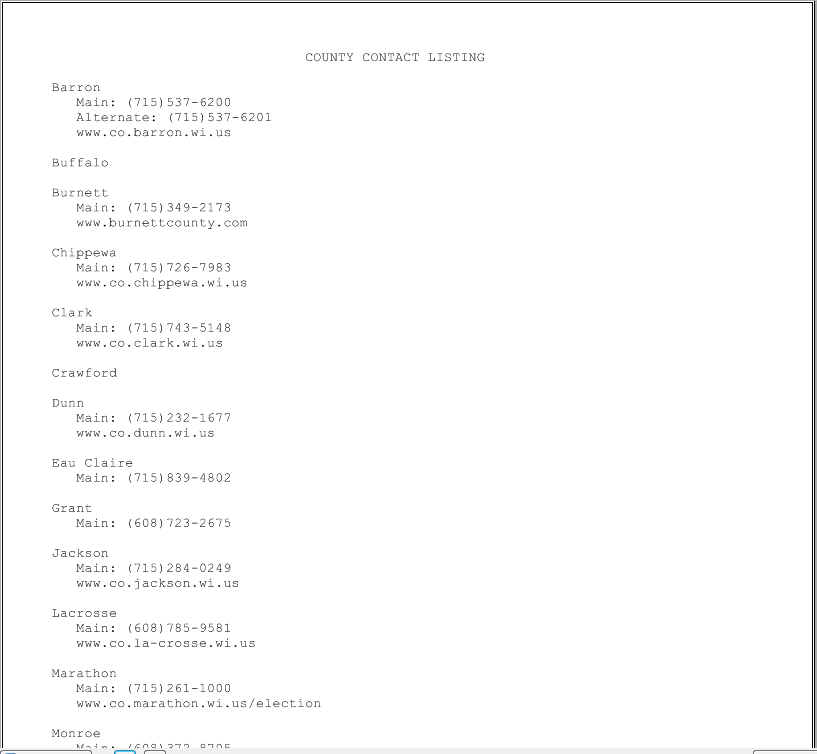 COUNTY CONTACT LISTING
Barron
Main: (715)537-6200
Alternate: (715)537-6201
www.co.barron.wi.us
Buffalo
Burnett
Main: (715)349-2173
www.burnettcounty.com
Chippewa
Main: (715)726-7983
www.co.chippewa.wi.us
Clark
Main: (715)743-5148
www.co.clark.wi.us
Crawford
Dunn
Main: (715)232-1677
www.co.dunn.wi.us
Eau Claire
Main: (715)839-4802
Grant
Main: (608)723-2675
Jackson
Main: (715)284-0249
www.co.jackson.wi.us
Lacrosse
Main: (608)785-9581
www.co.la-crosse.wi.us
Marathon
Main: (715)261-1000
www.co.marathon.wi.us/election
Monroe
Main: